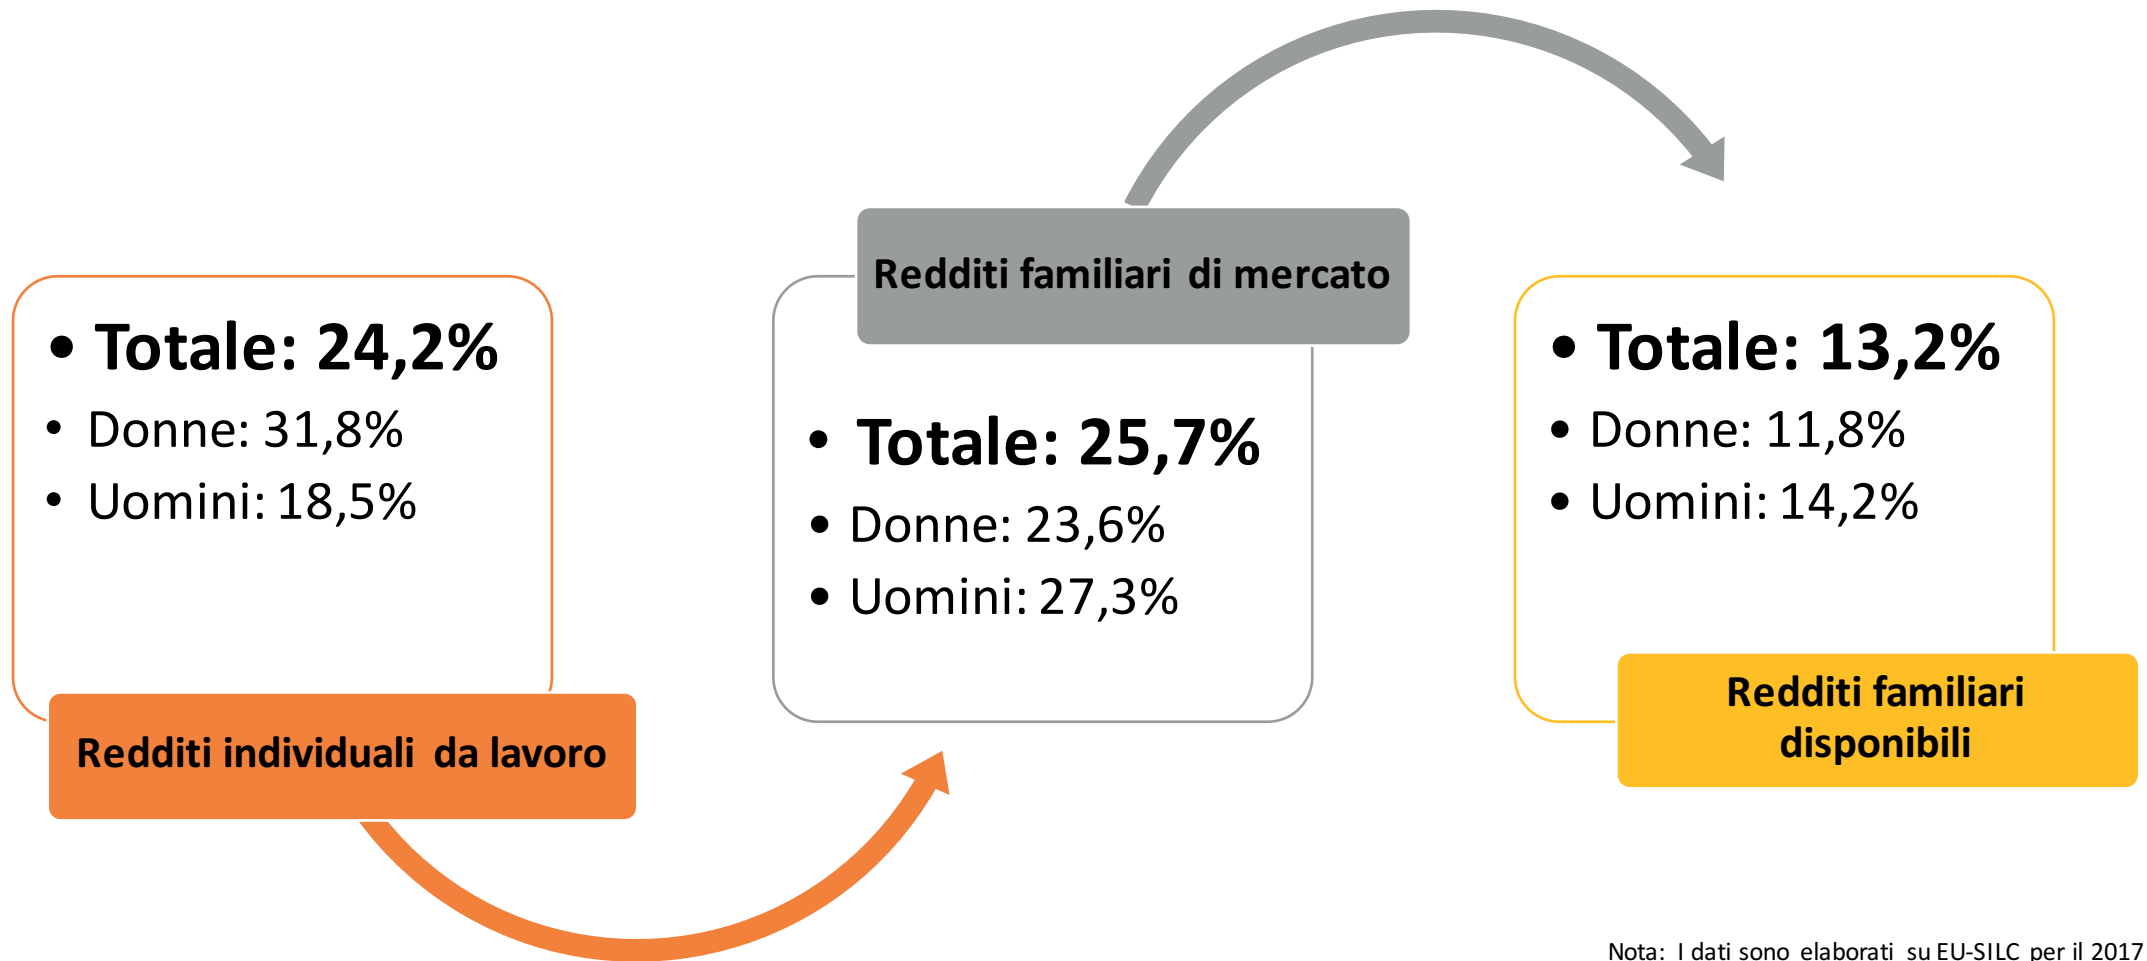 • Totale: 24,2%
• Donne: 31,8%
• Uomini: 18,5%
Redditi individuali da lavoro
Redditi familiari di mercato
• Totale: 25,7%
• Donne: 23,6%
• Uomini: 27,3%
• Totale: 13,2%
• Donne: 11,8%
• Uomini: 14,2%
Redditi familiari
disponibili
Nota: I dati sono elaborati su EU-SILC per il 2017